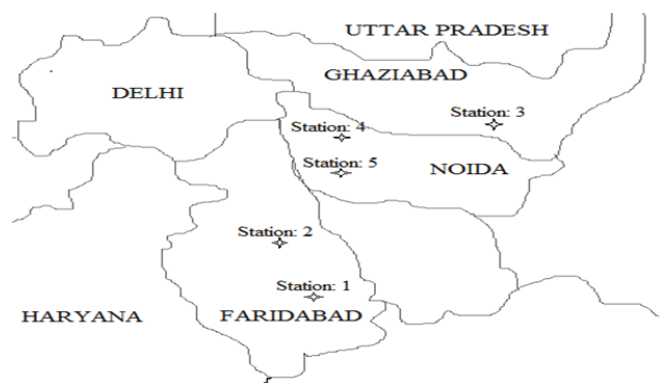 UTTAR PRADESH
GHAZIABAD
DELHI
Station: 3
Station: 4
Station: 5
NOIDA
Station: 2
Station: 1
HARYANA
FARIDABAD